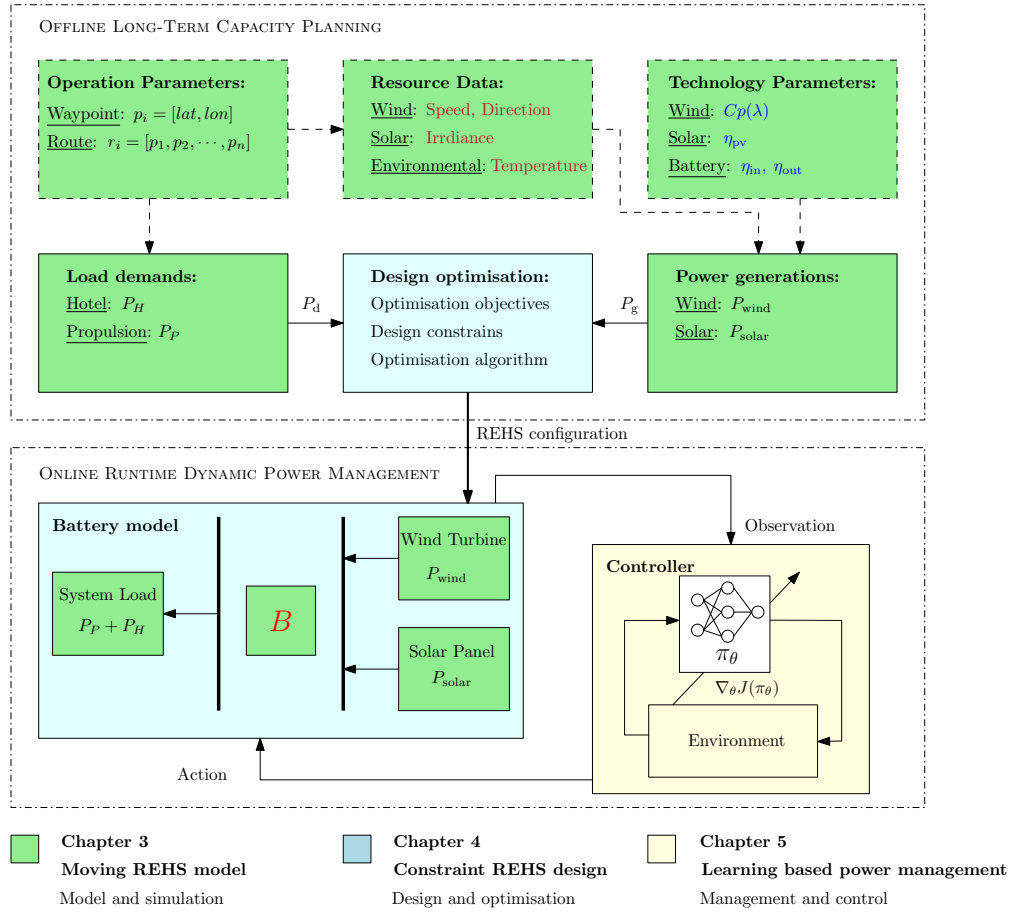 OFFLINE LONG-TERM CAPACITY PLANNING
Operation Parameters:
Waypoint: p_i = [lat, lon]
Route: r_i = [p_1, p_2, ⋯, p_n]
Resource Data:
Wind: Speed, Direction
Solar: Irrdiance
Environmental: Temperature
Technology Parameters:
Wind: Cp(λ)
Solar: η_pv
Battery: η_in, η_out
Load demands:
Hotel: P_H
Propulsion: P_P
P_d
Design optimisation:
Optimisation objectives
Design constrains
Optimisation algorithm
P_g
Power generations:
Wind: P_wind
Solar: P_solar
REHS configuration
ONLINE RUNTIME DYNAMIC POWER MANAGEMENT
Battery model
System Load
P_P + P_H
B
Wind Turbine
P_wind
Solar Panel
P_solar
Observation
Controller
π_θ
∇_θ J(π_θ)
Environment
Action
Chapter 3
Moving REHS model
Model and simulation
Chapter 4
Constraint REHS design
Design and optimisation
Chapter 5
Learning based power management
Management and control